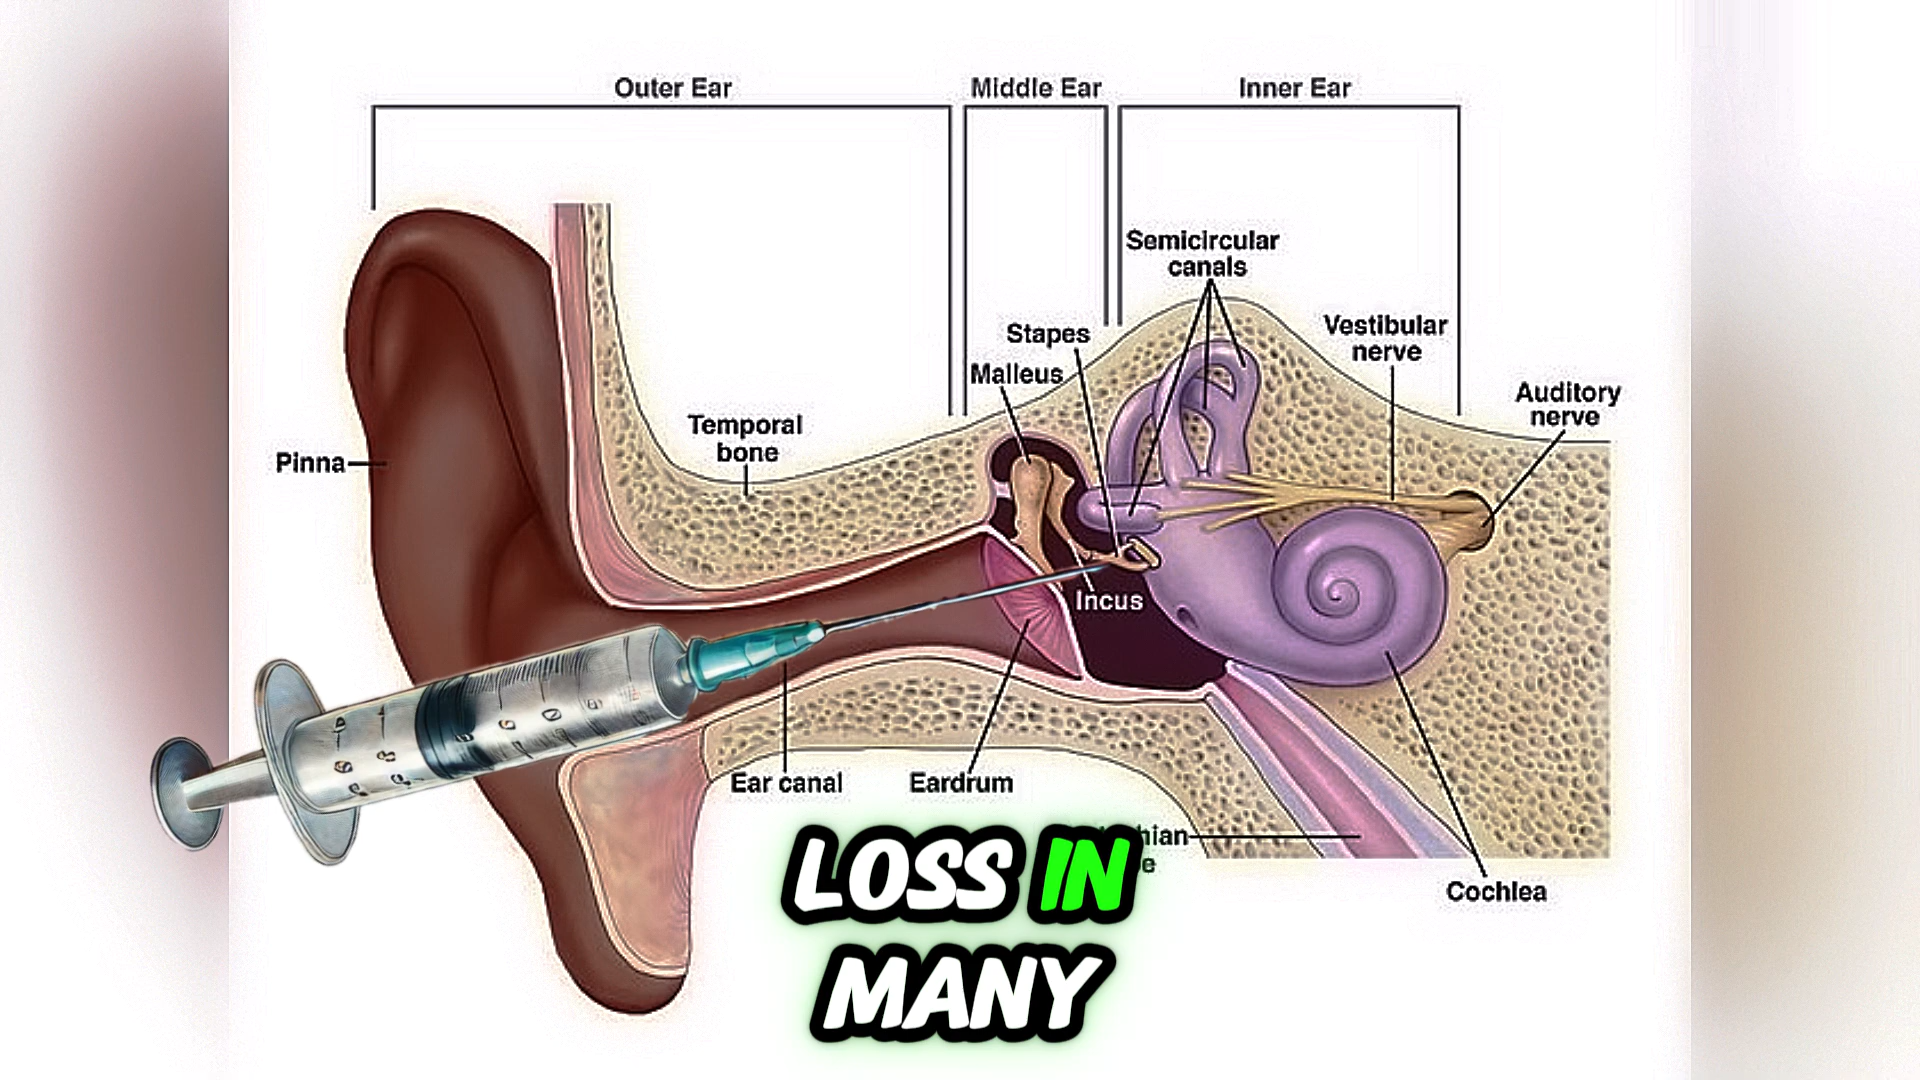 Outer Ear
Middle Ear
Inner Ear
Semicircular
canals
Stapes
Vestibular
nerve
Malleus
Auditory
nerve
Temporal
bone
Pinna
Incus
Ear canal
Eardrum
Cochlea
LOSS IN
MANY